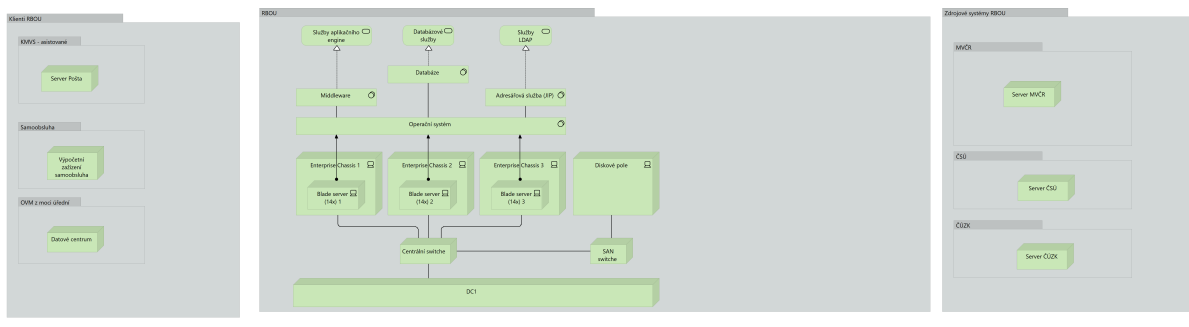 Klienti RBOU
KMVS - asistované
Server Pošta
Samoobsluha
Výpočetní
zařízení
samoobsluha
OVM z moci úřední
Datové centrum
RBOU
Služby aplikačního
engine
Databázové
služby
Služby
LDAP
Databáze
Middleware
Adresářová služba (JIP)
Operační systém
Enterprise Chassis 1
Enterprise Chassis 2
Enterprise Chassis 3
Diskové pole
Blade server
(14x) 1
Blade server
(14x) 2
Blade server
(14x) 3
Centrální switche
SAN
switche
DC1
Zdrojové systémy RBOU
MVČR
Server MVČR
ČSÚ
Server ČSÚ
ČÚZK
Server ČÚZK